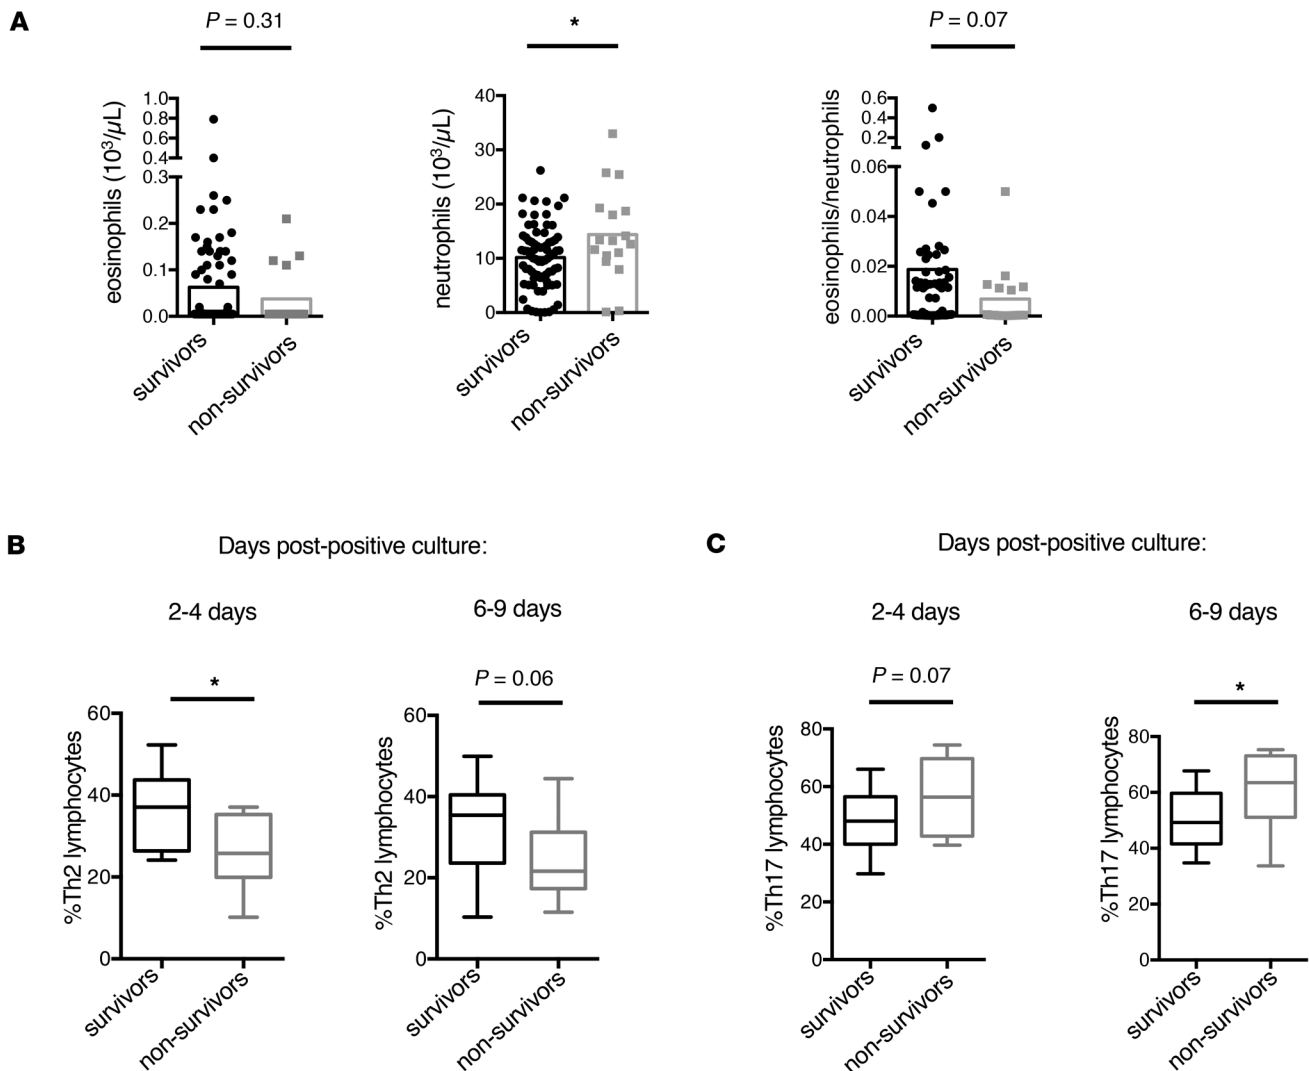 A
P = 0.31
*
P = 0.07
eosinophils (10³/µL)
1.0
0.8
0.6
0.4
0.3
0.2
0.1
0.0
survivors
non-survivors
neutrophils (10³/µL)
40
30
20
10
0
survivors
non-survivors
eosinophils/neutrophils
0.6
0.4
0.2
0.06
0.04
0.02
0.00
survivors
non-survivors
B
Days post-positive culture:
2-4 days
6-9 days
*
P = 0.06
%Th2 lymphocytes
60
40
20
0
survivors
non-survivors
%Th2 lymphocytes
60
40
20
0
survivors
non-survivors
C
Days post-positive culture:
2-4 days
6-9 days
P = 0.07
*
%Th17 lymphocytes
80
60
40
20
0
survivors
non-survivors
%Th17 lymphocytes
80
60
40
20
0
survivors
non-survivors